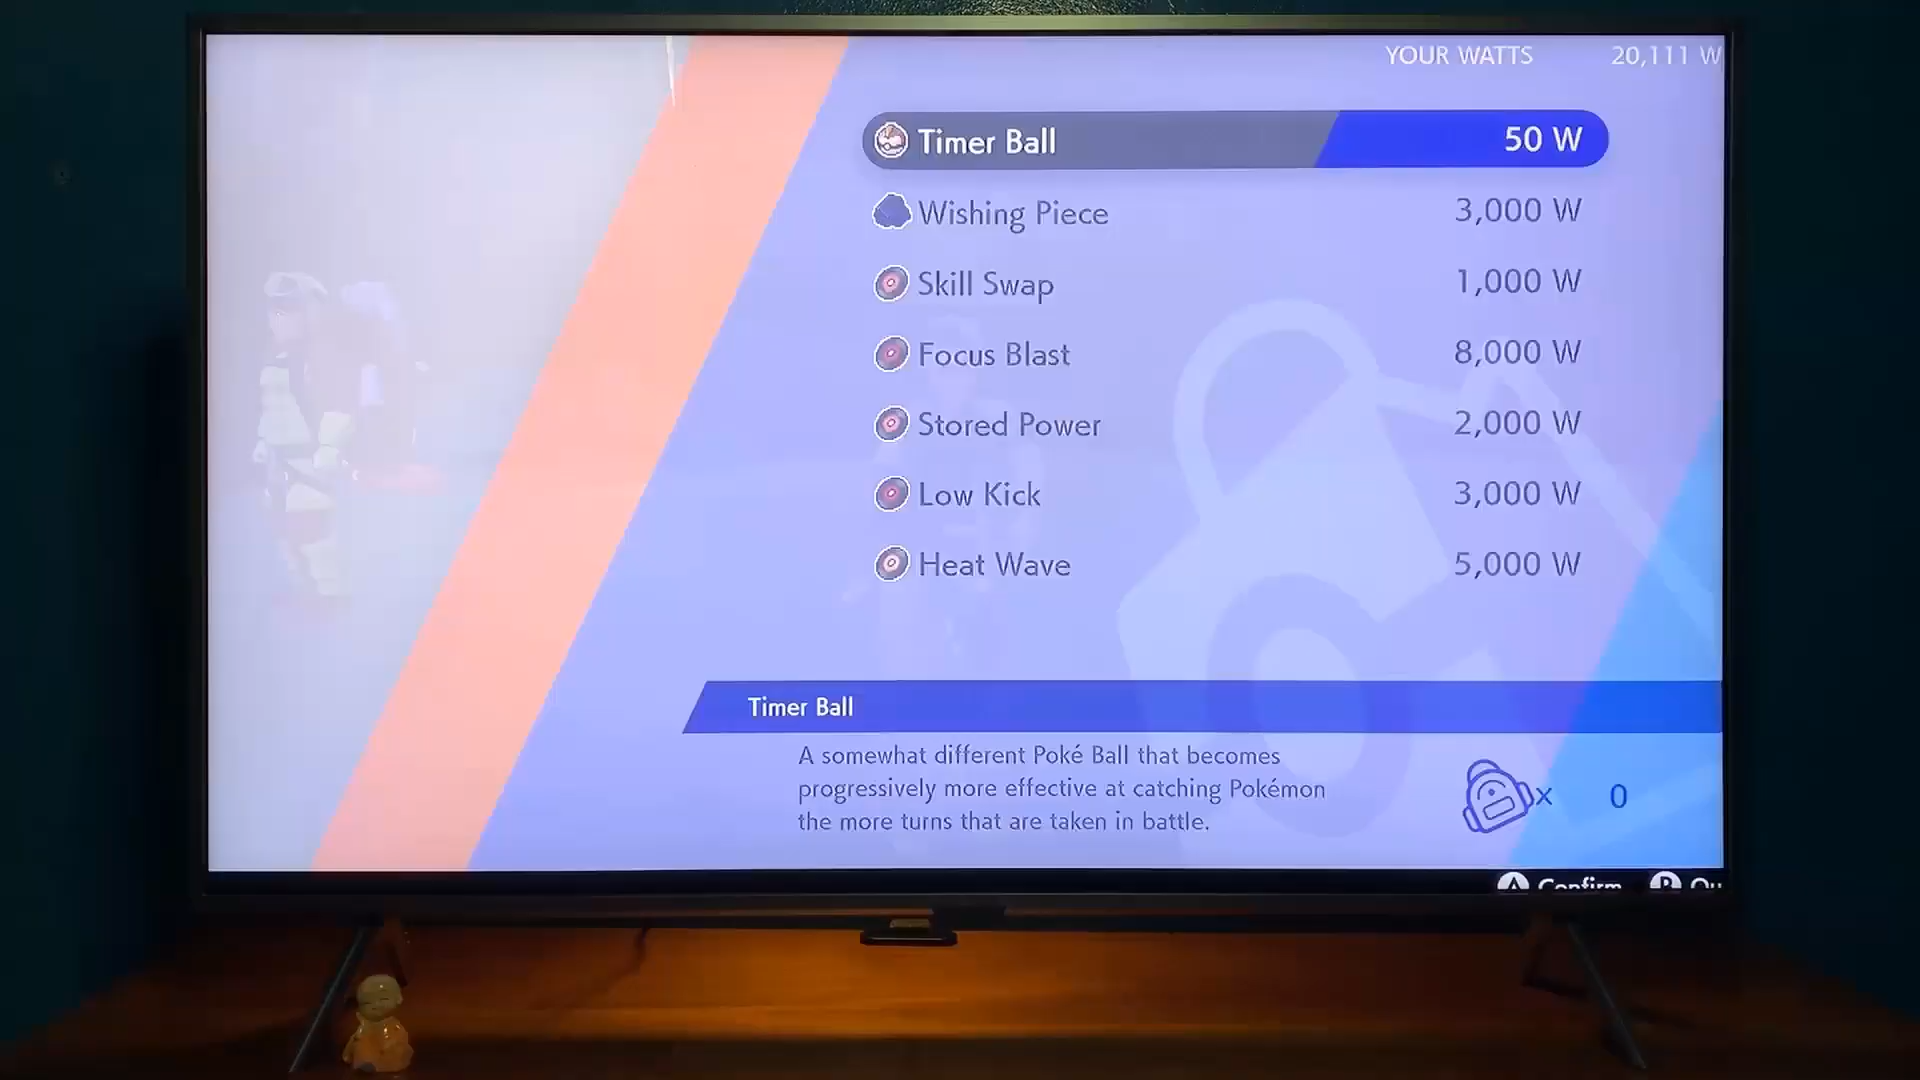 YOUR WATTS 20,111 W
Timer Ball 50 W
Wishing Piece 3,000 W
Skill Swap 1,000 W
Focus Blast 8,000 W
Stored Power 2,000 W
Low Kick 3,000 W
Heat Wave 5,000 W
Timer Ball
A somewhat different Poké Ball that becomes
progressively more effective at catching Pokémon
the more turns that are taken in battle.
x 0
A Confirm B Qu